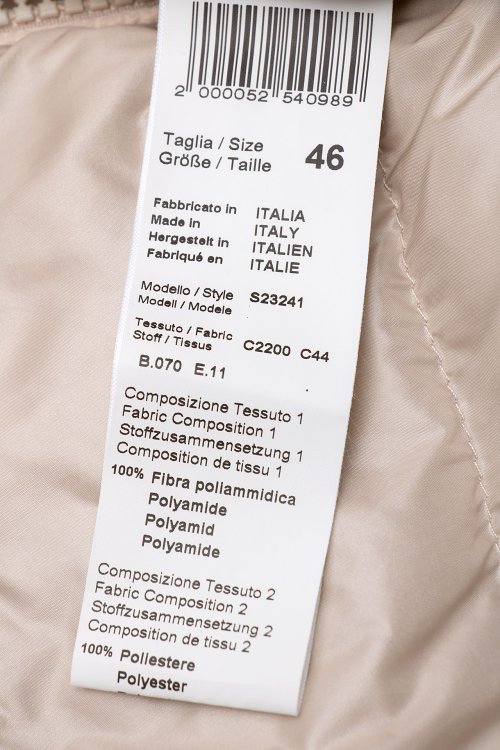 2 000052 540989
Taglia / Size
Größe / Taille 46
Fabbricato in ITALIA
Made in ITALY
Hergestellt in ITALIEN
Fabriqué en ITALIE
Modello / Style S23241
Modell / Modele
Tessuto / Fabric C2200 C44
Stoff / Tissus
B.070 E.11
Composizione Tessuto 1
Fabric Composition 1
Stoffzusammensetzung 1
Composition de tissu 1
100% Fibra poliammidica
Polyamide
Polyamid
Polyamide
Composizione Tessuto 2
Fabric Composition 2
Stoffzusammensetzung 2
Composition de tissu 2
100% Poliestere
Polyester